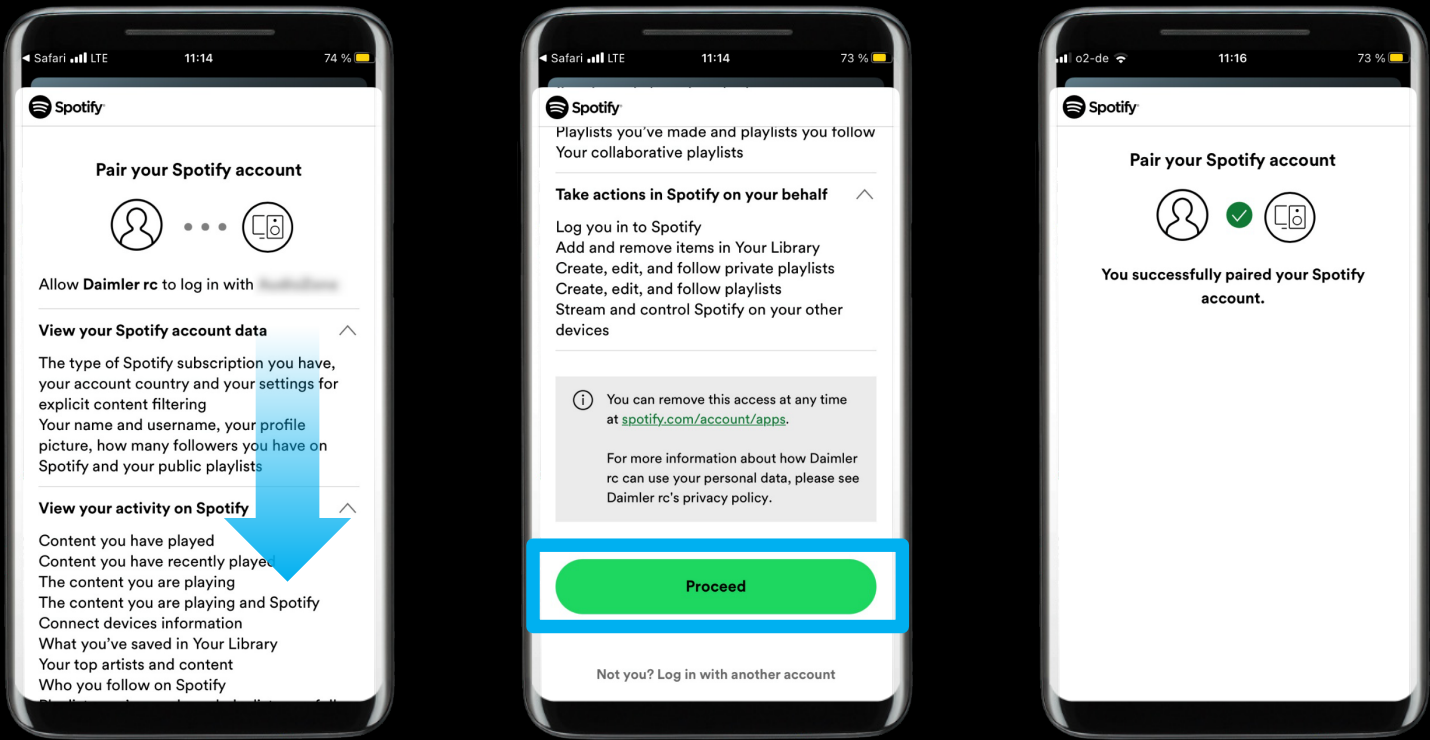 Safari LTE 11:14 74 %
Spotify
Pair your Spotify account
Allow Daimler rc to log in with
View your Spotify account data
The type of Spotify subscription you have,
your account country and your settings for
explicit content filtering
Your name and username, your profile
picture, how many followers you have on
Spotify and your public playlists
View your activity on Spotify
Content you have played
Content you have recently played
The content you are playing
The content you are playing and Spotify
Connect devices information
What you've saved in Your Library
Your top artists and content
Who you follow on Spotify
Safari LTE 11:14 73 %
Spotify
Playlists you've made and playlists you follow
Your collaborative playlists
Take actions in Spotify on your behalf
Log you in to Spotify
Add and remove items in Your Library
Create, edit, and follow private playlists
Create, edit, and follow playlists
Stream and control Spotify on your other
devices
You can remove this access at any time
at spotify.com/account/apps.
For more information about how Daimler
rc can use your personal data, please see
Daimler rc's privacy policy.
Proceed
Not you? Log in with another account
o2-de 11:16 73 %
Spotify
Pair your Spotify account
You successfully paired your Spotify
account.